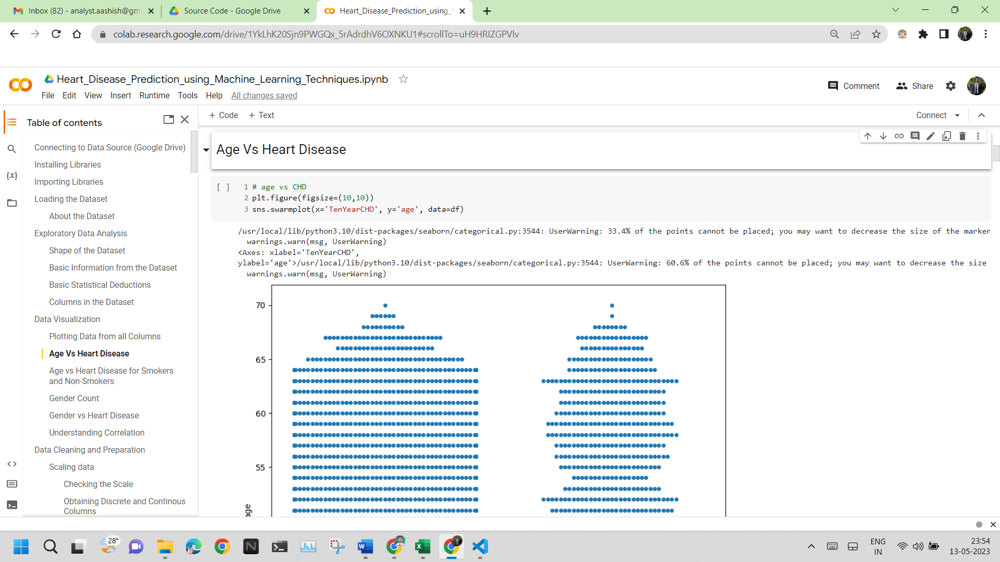 Inbox (82) - analyst.aashish@gm
Source Code - Google Drive
Heart_Disease_Prediction_using_
colab.research.google.com/drive/1YkLhK20Sjn9PWGQx_5rAdrdhV6OXNKU1#scrollTo=uH9HRIZGPVlv
Heart_Disease_Prediction_using_Machine_Learning_Techniques.ipynb
File Edit View Insert Runtime Tools Help All changes saved
Comment Share
Table of contents
Connecting to Data Source (Google Drive)
Installing Libraries
Importing Libraries
Loading the Dataset
About the Dataset
Exploratory Data Analysis
Shape of the Dataset
Basic Information from the Dataset
Basic Statistical Deductions
Columns in the Dataset
Data Visualization
Plotting Data from all Columns
Age Vs Heart Disease
Age vs Heart Disease for Smokers
and Non-Smokers
Gender Count
Gender vs Heart Disease
Understanding Correlation
Data Cleaning and Preparation
Scaling data
Checking the Scale
Obtaining Discrete and Continous
Columns
+ Code + Text
Connect
Age Vs Heart Disease
[ ] 1 # age vs CHD
2 plt.figure(figsize=(10,10))
3 sns.swarmplot(x='TenYearCHD', y='age', data=df)
/usr/local/lib/python3.10/dist-packages/seaborn/categorical.py:3544: UserWarning: 33.4% of the points cannot be placed; you may want to decrease the size of the marker
warnings.warn(msg, UserWarning)
<Axes: xlabel='TenYearCHD',
ylabel='age'>/usr/local/lib/python3.10/dist-packages/seaborn/categorical.py:3544: UserWarning: 60.6% of the points cannot be placed; you may want to decrease the size
warnings.warn(msg, UserWarning)
70
65
60
55
age
28°
ENG
IN
23:54
13-05-2023